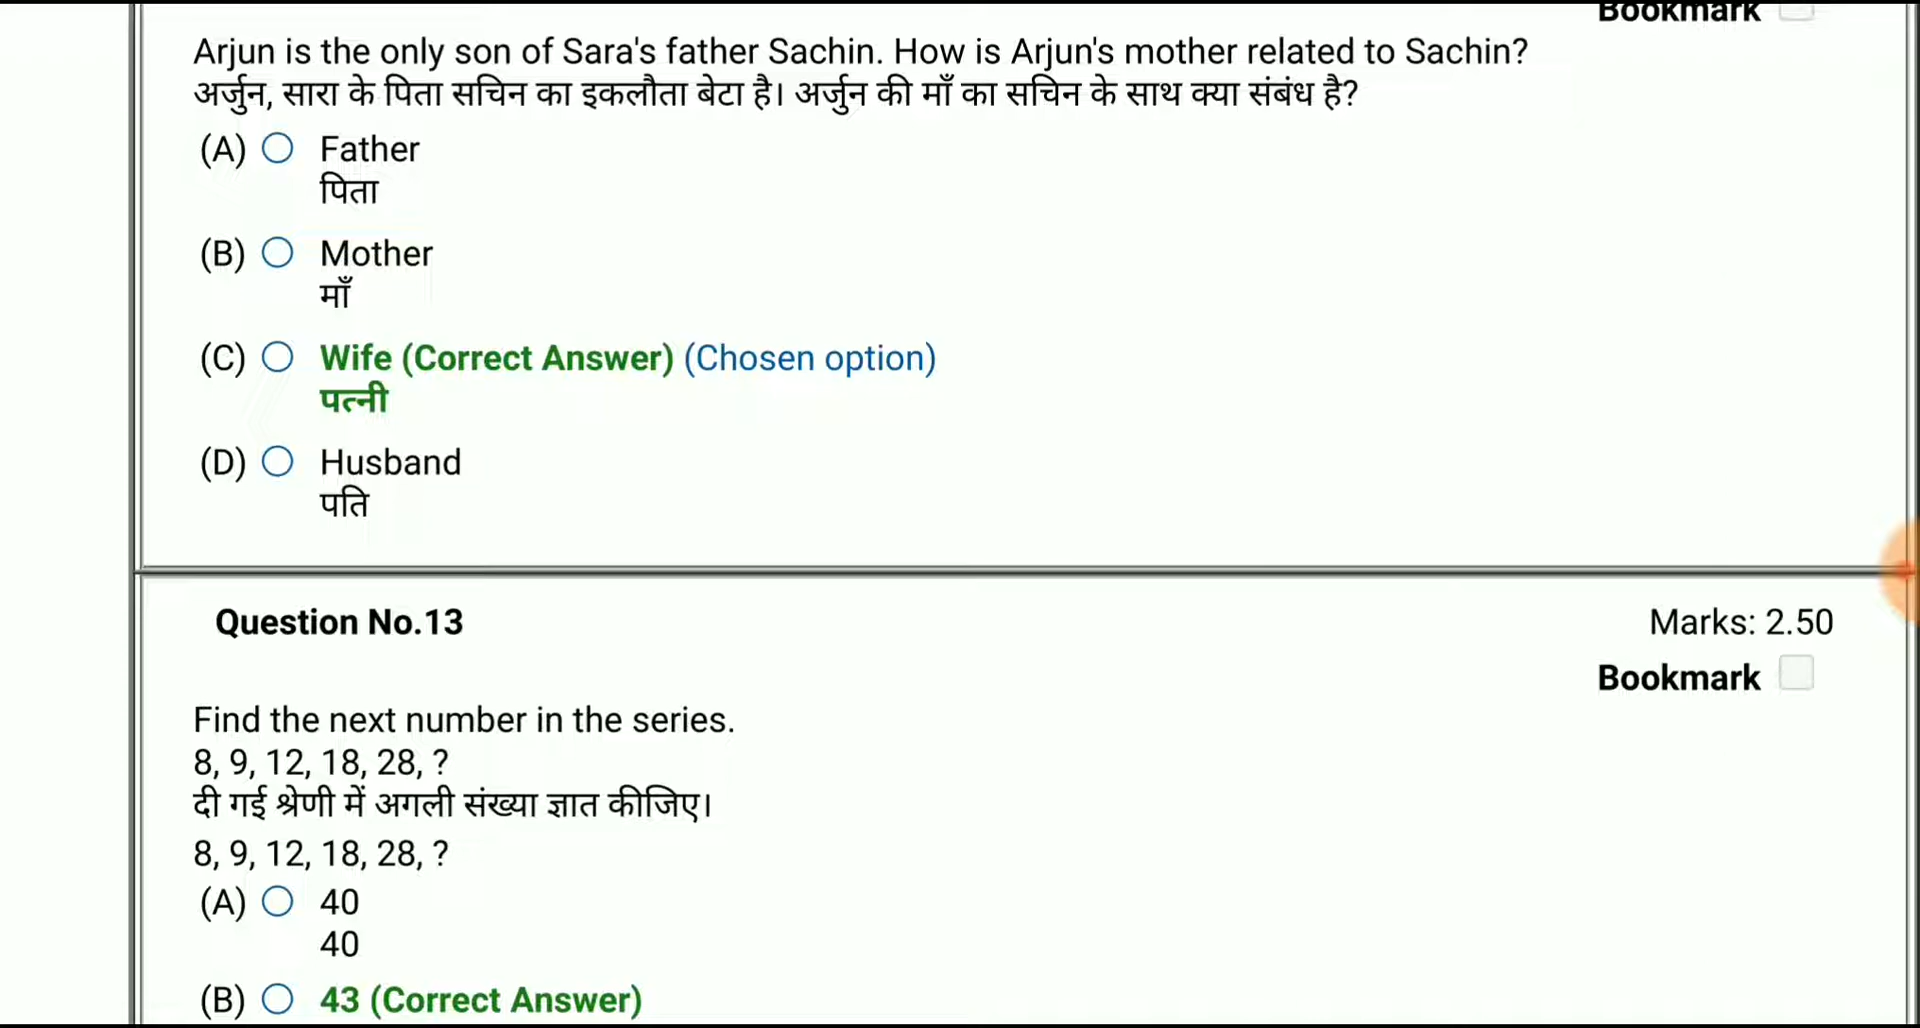 Bookmark
Arjun is the only son of Sara's father Sachin. How is Arjun's mother related to Sachin?
अर्जुन, सारा के पिता सचिन का इकलौता बेटा है। अर्जुन की माँ का सचिन के साथ क्या संबंध है?
(A) Father
पिता
(B) Mother
माँ
(C) Wife (Correct Answer) (Chosen option)
पत्नी
(D) Husband
पति
Question No.13 Marks: 2.50
Bookmark
Find the next number in the series.
8, 9, 12, 18, 28, ?
दी गई श्रेणी में अगली संख्या ज्ञात कीजिए।
8, 9, 12, 18, 28, ?
(A) 40
40
(B) 43 (Correct Answer)